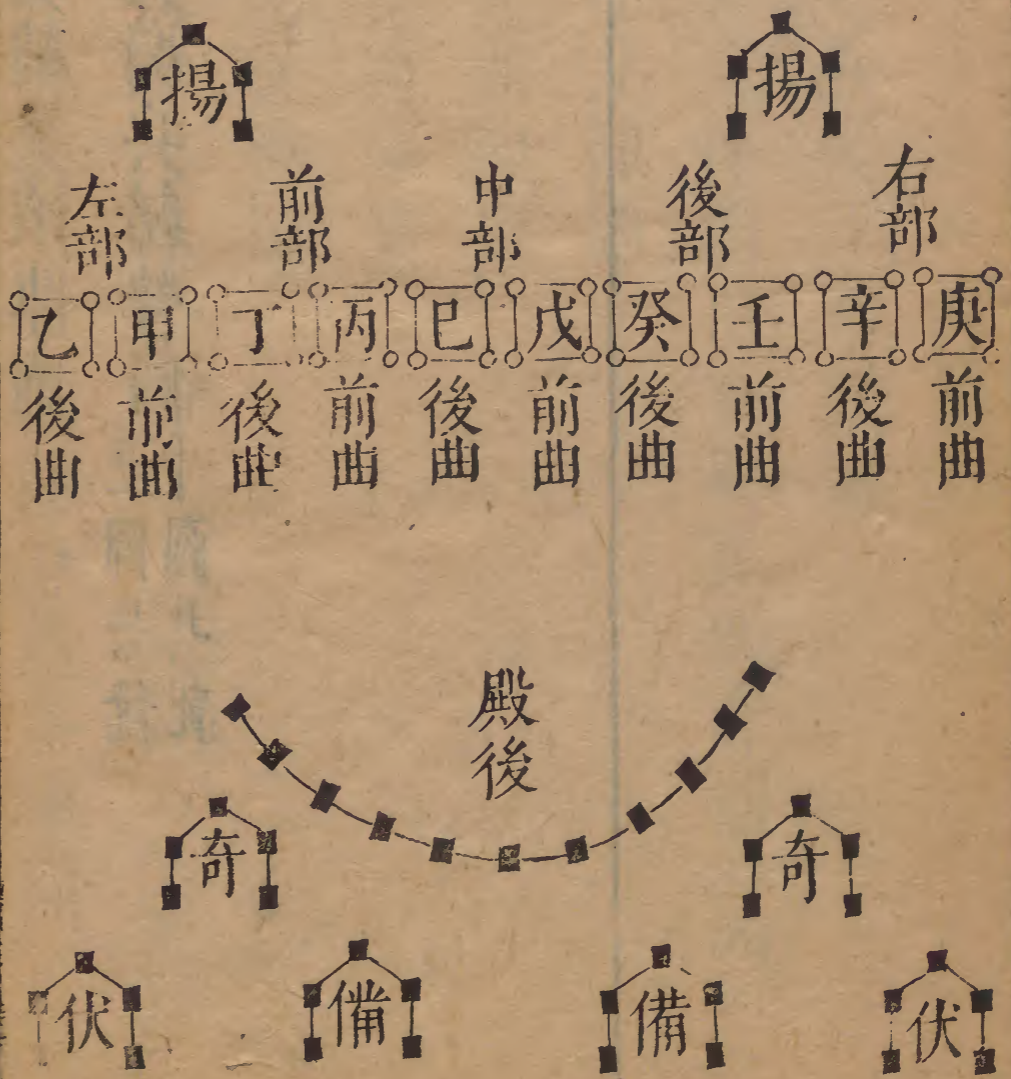 揚 揚
右部 後部 中部 前部 左部
庚 辛 壬 癸 戊 巳 丙 丁 甲 乙
前曲 後曲 前曲 後曲 前曲 後曲 前曲 後曲 前曲 後曲
殿後
奇 奇
伏 備 備 伏